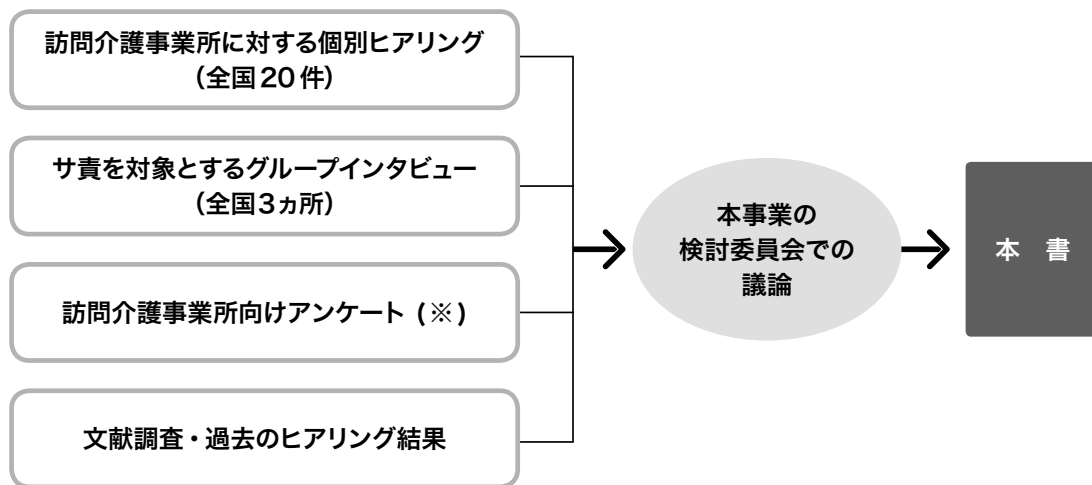 訪問介護事業所に対する個別ヒアリング
（全国20件）
サ責を対象とするグループインタビュー
（全国3ヵ所）
訪問介護事業所向けアンケート (※)
文献調査・過去のヒアリング結果
本事業の
検討委員会での
議論
本　書